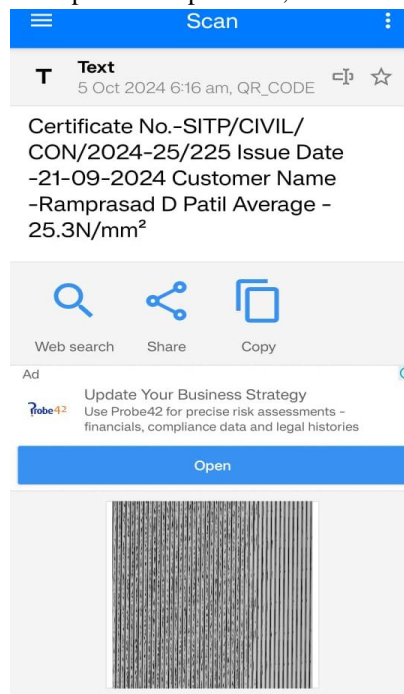 Scan
Text
5 Oct 2024 6:16 am, QR_CODE
Certificate No.-SITP/CIVIL/
CON/2024-25/225 Issue Date
-21-09-2024 Customer Name
-Ramprasad D Patil Average -
25.3N/mm²
Web search Share Copy
Ad
Probe42
Update Your Business Strategy
Use Probe42 for precise risk assessments -
financials, compliance data and legal histories
Open